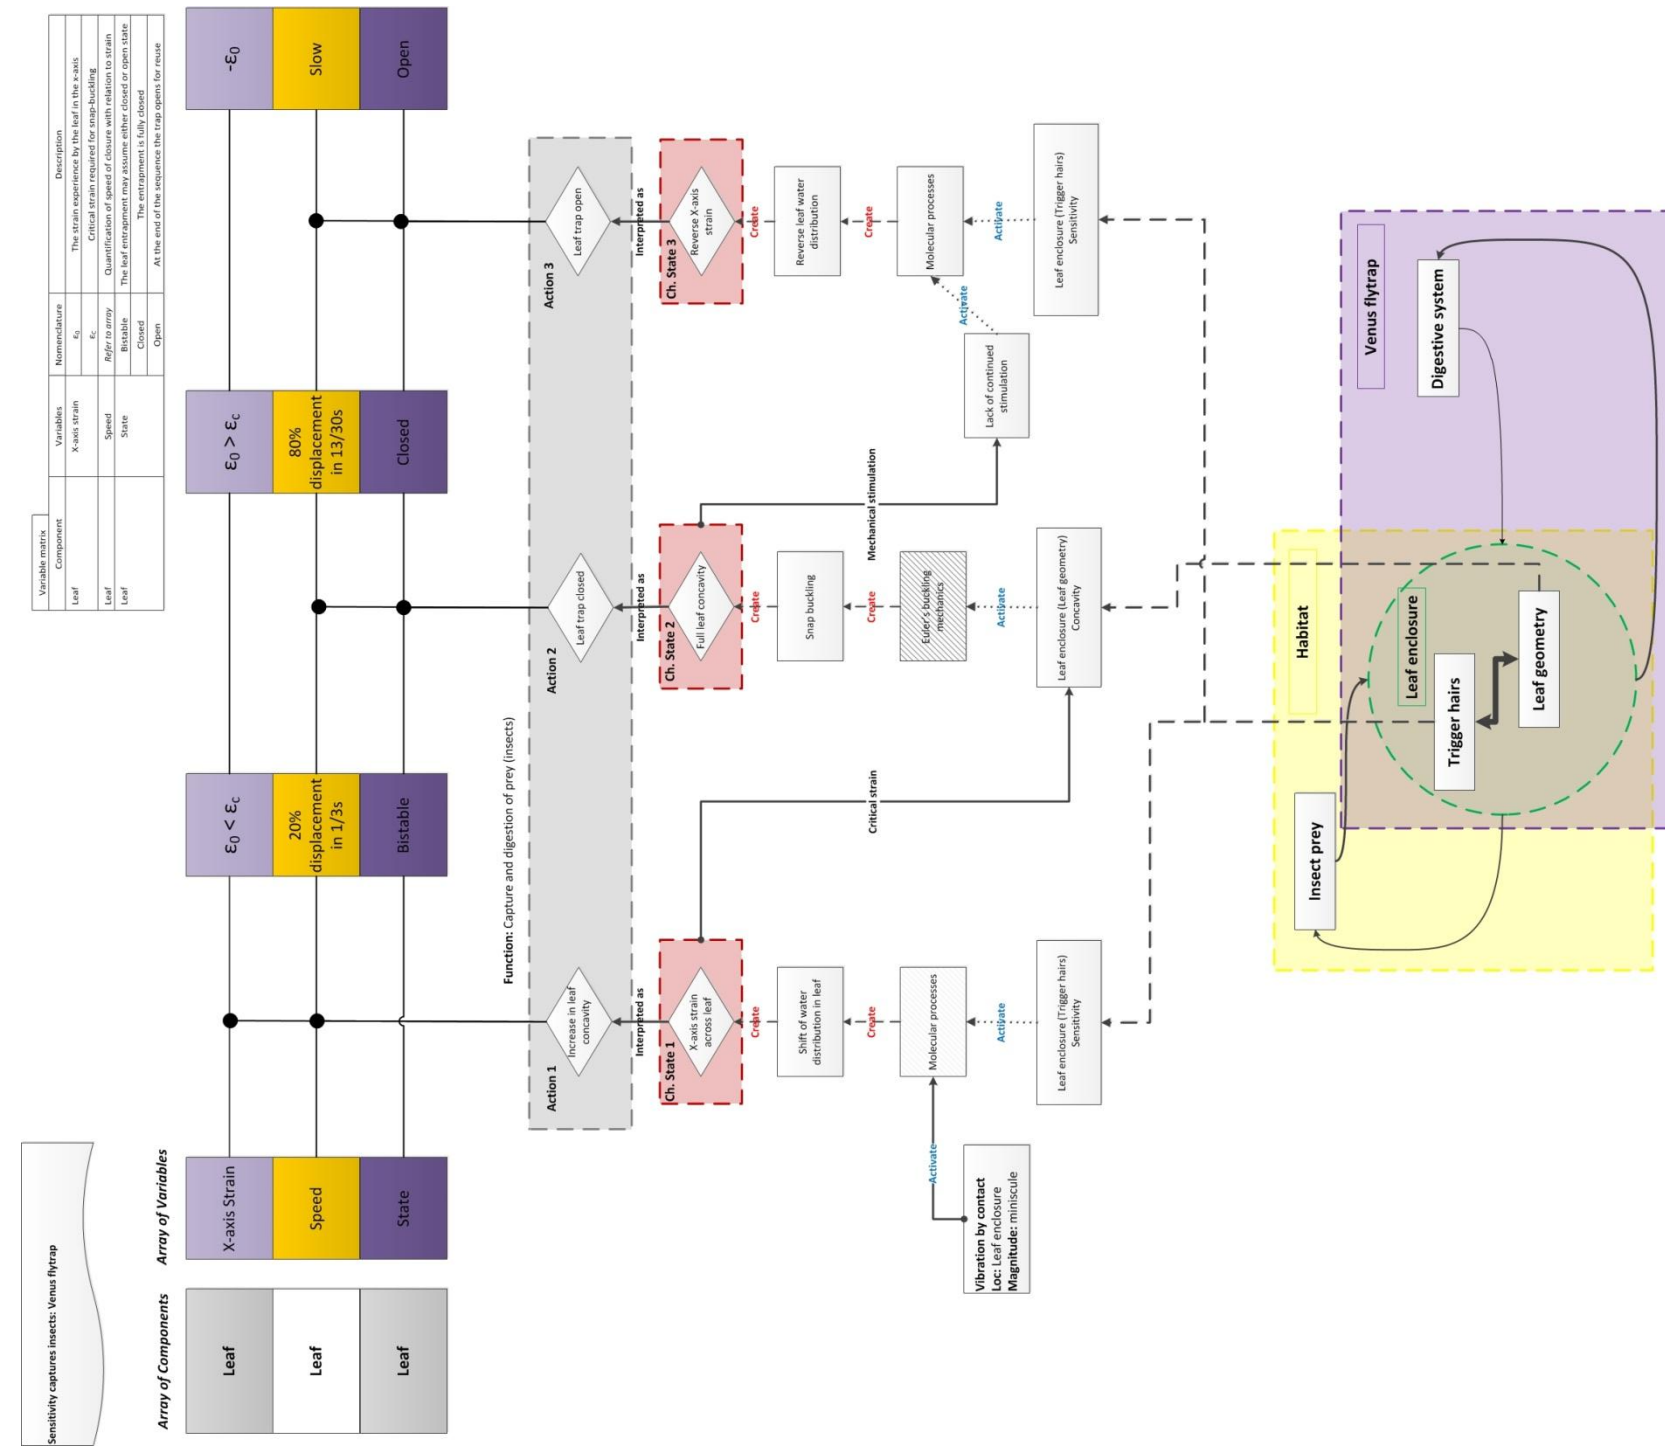 Sensitivity captures insects: Venus flytrap
Variable matrix
Component Variables Nomenclature Description
Leaf X-axis strain ε₀ The strain experience by the leaf in the x-axis
ε꜀ Critical strain required for snap-buckling
Leaf Speed Refer to array Quantification of speed of closure with relation to strain
Leaf State Bistable The leaf entrapment may assume either closed or open state
Closed The entrapment is fully closed
Open At the end of the sequence the trap opens for reuse
Array of Components
Array of Variables
Leaf
X-axis Strain
ε₀ < ε꜀
ε₀ > ε꜀
-ε₀
Leaf
Speed
20%
displacement
in 1/3s
80%
displacement
in 13/30s
Slow
Leaf
State
Bistable
Closed
Open
Function: Capture and digestion of prey (insects)
Action 1
Increase in leaf
concavity
Action 2
Leaf trap closed
Action 3
Leaf trap open
Interpreted as
Interpreted as
Interpreted as
Ch. State 1
X-axis strain
across leaf
Ch. State 2
Full leaf concavity
Ch. State 3
Reverse X-axis
strain
Create
Create
Create
Shift of water
distribution in leaf
Snap buckling
Reverse leaf water
distribution
Create
Create
Create
Critical strain
Mechanical stimulation
Molecular processes
Euler's buckling
mechanics
Molecular processes
Activate
Activate
Activate
Activate
Activate
Vibration by contact
Loc: Leaf enclosure
Magnitude: miniscule
Lack of continued
stimulation
Leaf enclosure (Trigger hairs)
Sensitivity
Leaf enclosure (Leaf geometry)
Concavity
Leaf enclosure (Trigger hairs)
Sensitivity
Habitat
Insect prey
Venus flytrap
Leaf enclosure
Trigger hairs
Digestive system
Leaf geometry